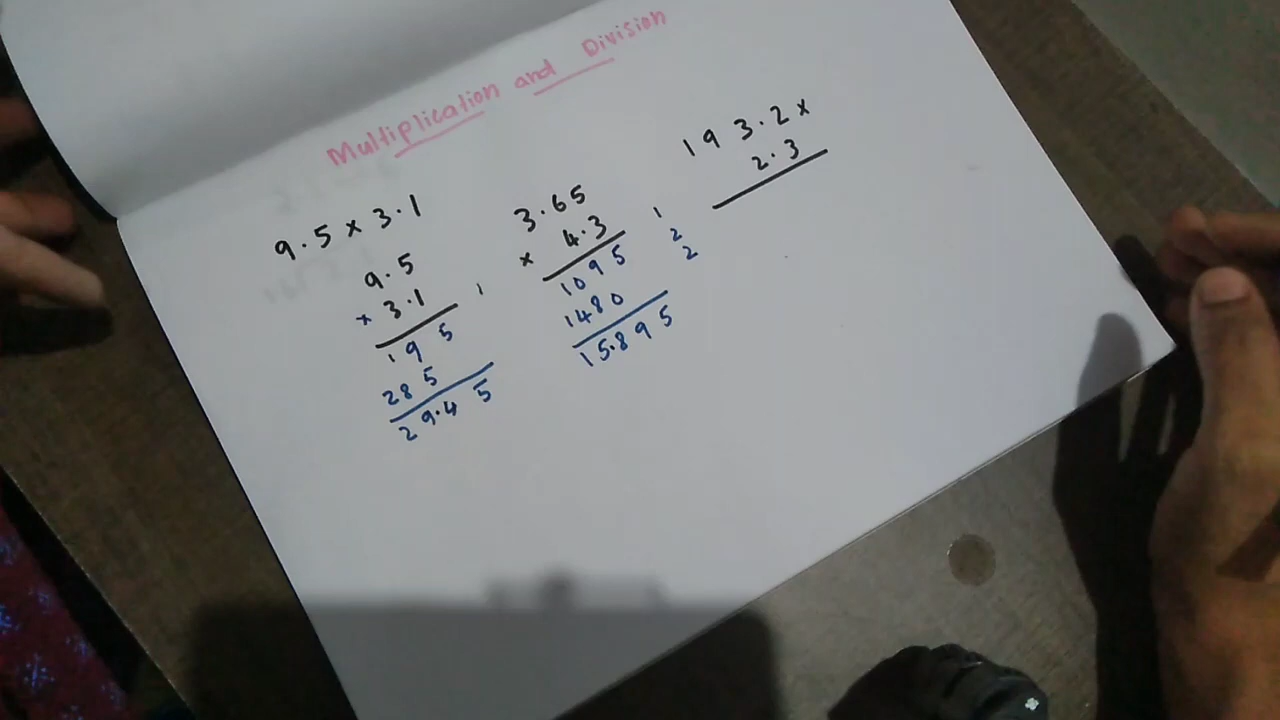 Multiplication and Division
9.5 x 3.1
9.5
x 3.1
1
195
285
29.45
3.65
x 4.3
1
2
2
1095
1480
15.895
193.2 x
2.3